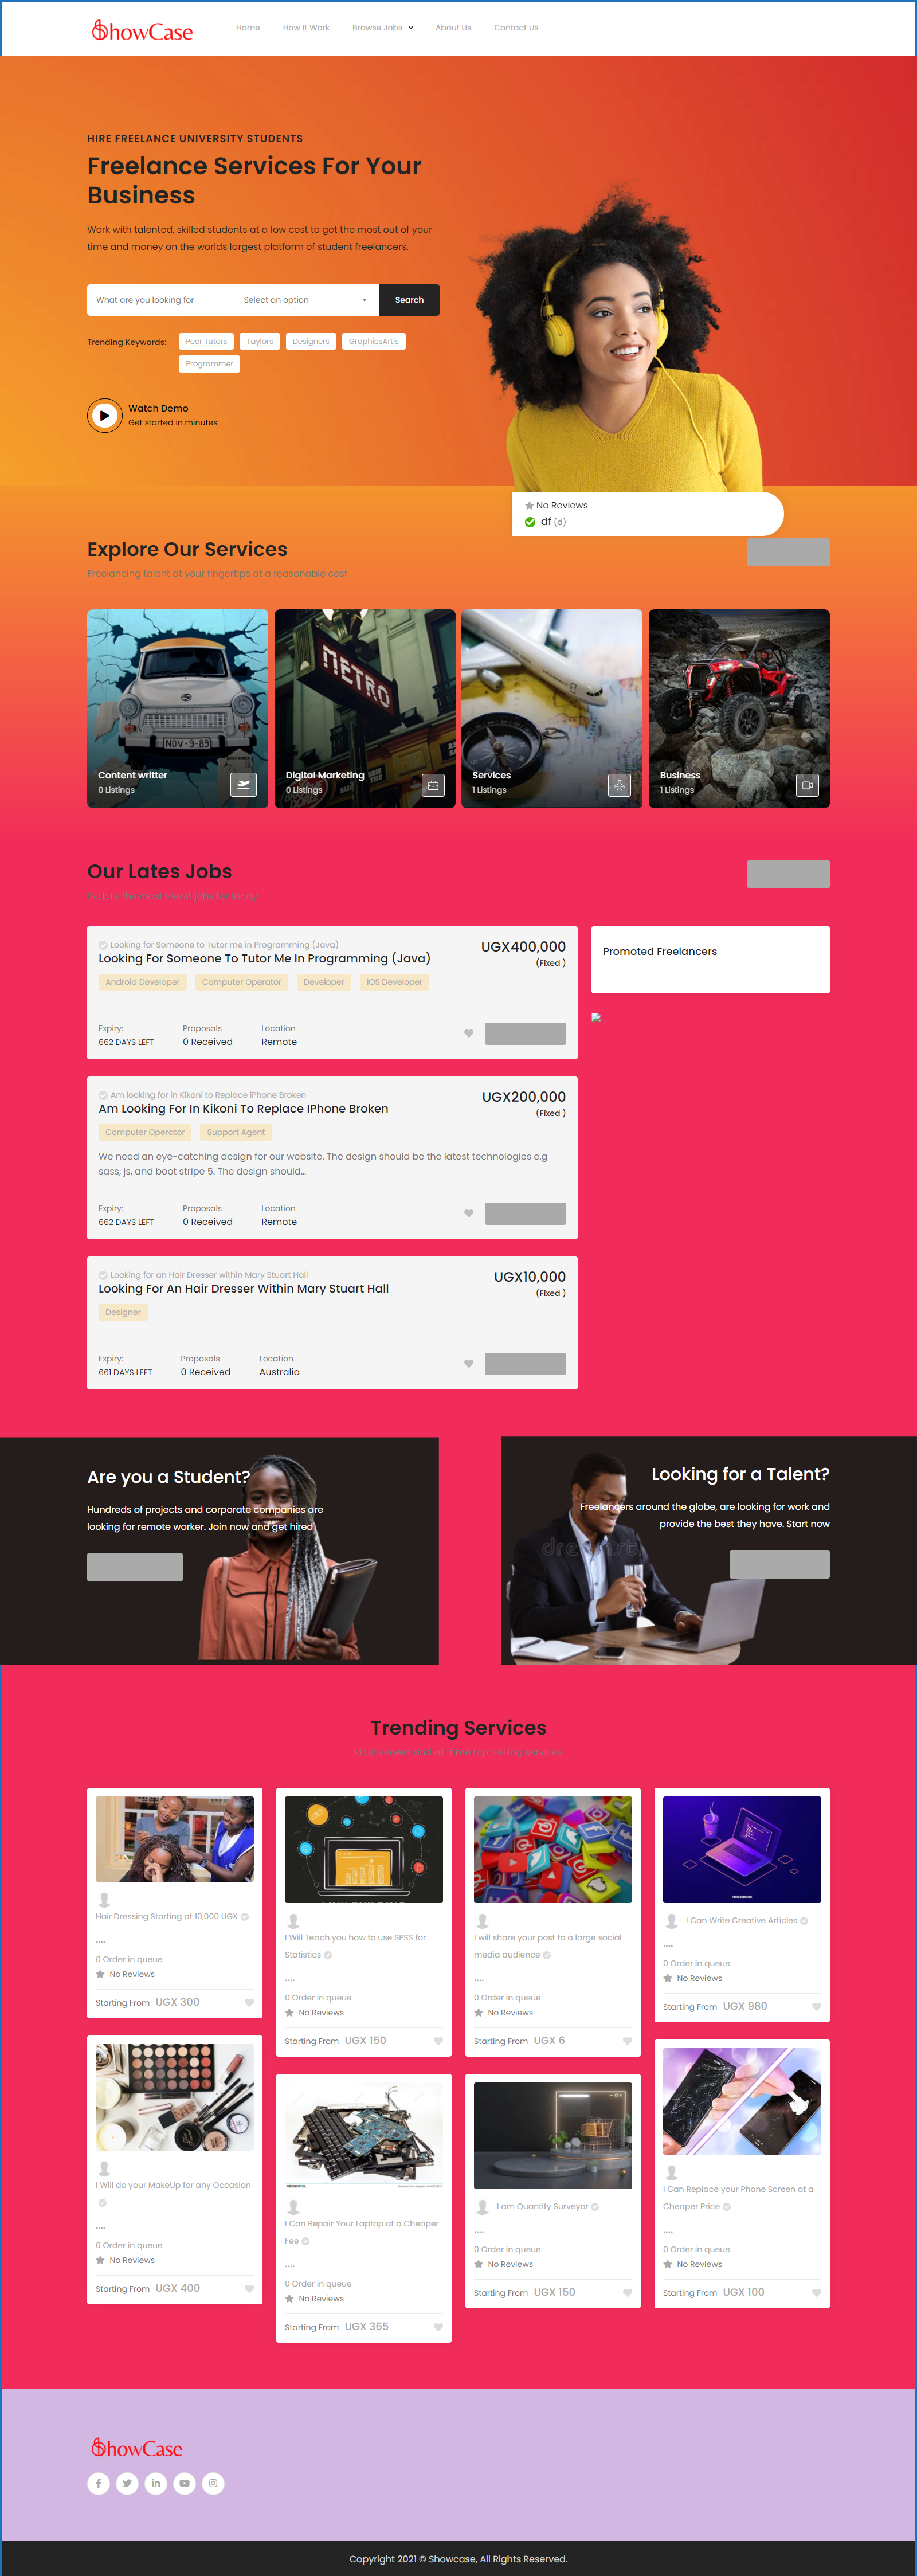 ShowCase
Home How It Work Browse Jobs About Us Contact Us
HIRE FREELANCE UNIVERSITY STUDENTS
Freelance Services For Your
Business
Work with talented, skilled students at a low cost to get the most out of your
time and money on the worlds largest platform of student freelancers.
What are you looking for Select an option Search
Trending Keywords: Peer Tutors Taylors Designers GraphicsArtis
Programmer
Watch Demo
Get started in minutes
No Reviews
df (d)
Explore Our Services
Freelancing talent at your fingertips at a reasonable cost
METRO
NOV-9-89
Content writter
0 Listings
Digital Marketing
0 Listings
Services
1 Listings
Business
1 Listings
Our Lates Jobs
Explore the most viwed jobs for today
Looking for Someone to Tutor me in Programming (Java)
Looking For Someone To Tutor Me In Programming (Java)
UGX400,000
(Fixed )
Android Developer Computer Operator Developer IOS Developer
Expiry: Proposals Location
662 DAYS LEFT 0 Received Remote
Promoted Freelancers
Am looking for in Kikoni to Replace iPhone Broken
Am Looking For In Kikoni To Replace IPhone Broken
UGX200,000
(Fixed )
Computer Operator Support Agent
We need an eye-catching design for our website. The design should be the latest technologies e.g
sass, js, and boot stripe 5. The design should...
Expiry: Proposals Location
662 DAYS LEFT 0 Received Remote
Looking for an Hair Dresser within Mary Stuart Hall
Looking For An Hair Dresser Within Mary Stuart Hall
UGX10,000
(Fixed )
Designer
Expiry: Proposals Location
661 DAYS LEFT 0 Received Australia
Are you a Student?
Hundreds of projects and corporate companies are
looking for remote worker. Join now and get hired
Looking for a Talent?
Freelancers around the globe, are looking for work and
provide the best they have. Start now
Trending Services
Most viewed and all-time top-selling services
Hair Dressing Starting at 10,000 UGX
....
0 Order in queue
No Reviews
Starting From UGX 300
I Will Teach you how to use SPSS for
Statistics
....
0 Order in queue
No Reviews
Starting From UGX 150
I will share your post to a large social
media audience
....
0 Order in queue
No Reviews
Starting From UGX 6
I Can Write Creative Articles
....
0 Order in queue
No Reviews
Starting From UGX 980
I Will do your MakeUp for any Occasion
....
0 Order in queue
No Reviews
Starting From UGX 400
I Can Repair Your Laptop at a Cheaper
Fee
....
0 Order in queue
No Reviews
Starting From UGX 365
I am Quantity Surveyor
....
0 Order in queue
No Reviews
Starting From UGX 150
I Can Replace your Phone Screen at a
Cheaper Price
....
0 Order in queue
No Reviews
Starting From UGX 100
ShowCase
Copyright 2021 © Showcase, All Rights Reserved.